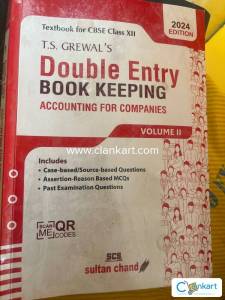 Textbook for CBSE Class XII
2024
EDITION
T.S. GREWAL'S
Double Entry
BOOK KEEPING
ACCOUNTING FOR COMPANIES
VOLUME II
www.clankart.com
Includes
• Case-based/Source-based Questions
• Assertion-Reason Based MCQs
• Past Examination Questions
SCAN
ME
QR
CODES
SCS
sultan chand
Clankart